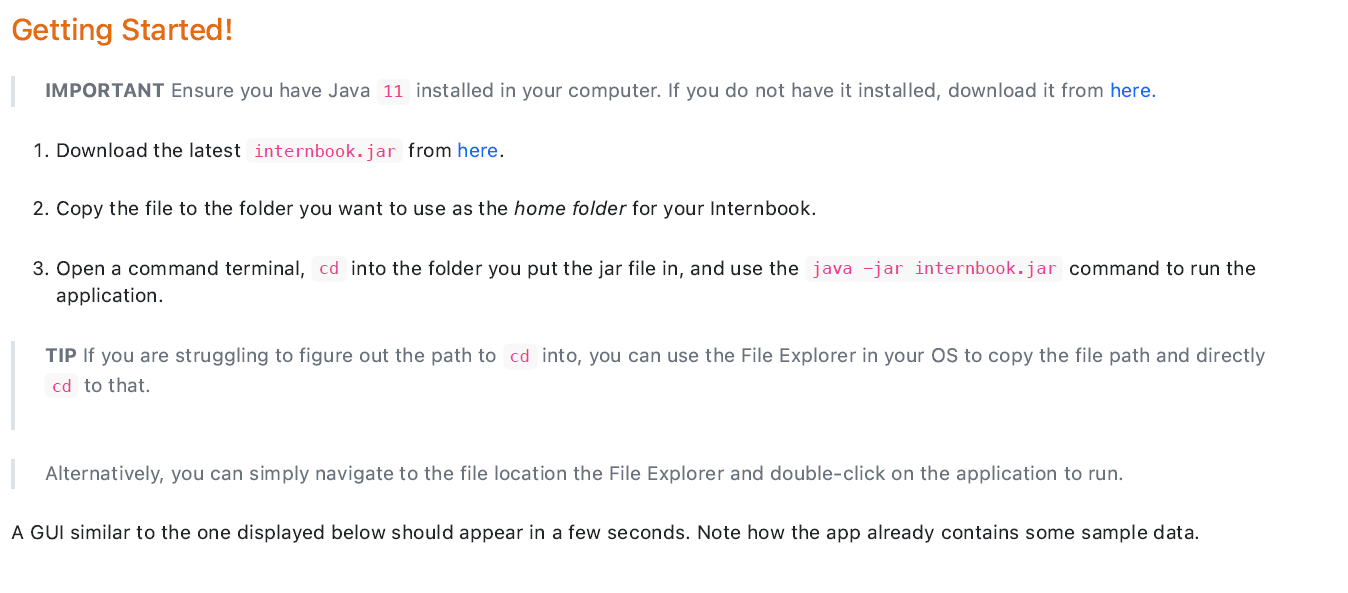 Getting Started!
IMPORTANT Ensure you have Java 11 installed in your computer. If you do not have it installed, download it from here.
1. Download the latest internbook.jar from here.
2. Copy the file to the folder you want to use as the home folder for your Internbook.
3. Open a command terminal, cd into the folder you put the jar file in, and use the java -jar internbook.jar command to run the
application.
TIP If you are struggling to figure out the path to cd into, you can use the File Explorer in your OS to copy the file path and directly
cd to that.
Alternatively, you can simply navigate to the file location the File Explorer and double-click on the application to run.
A GUI similar to the one displayed below should appear in a few seconds. Note how the app already contains some sample data.